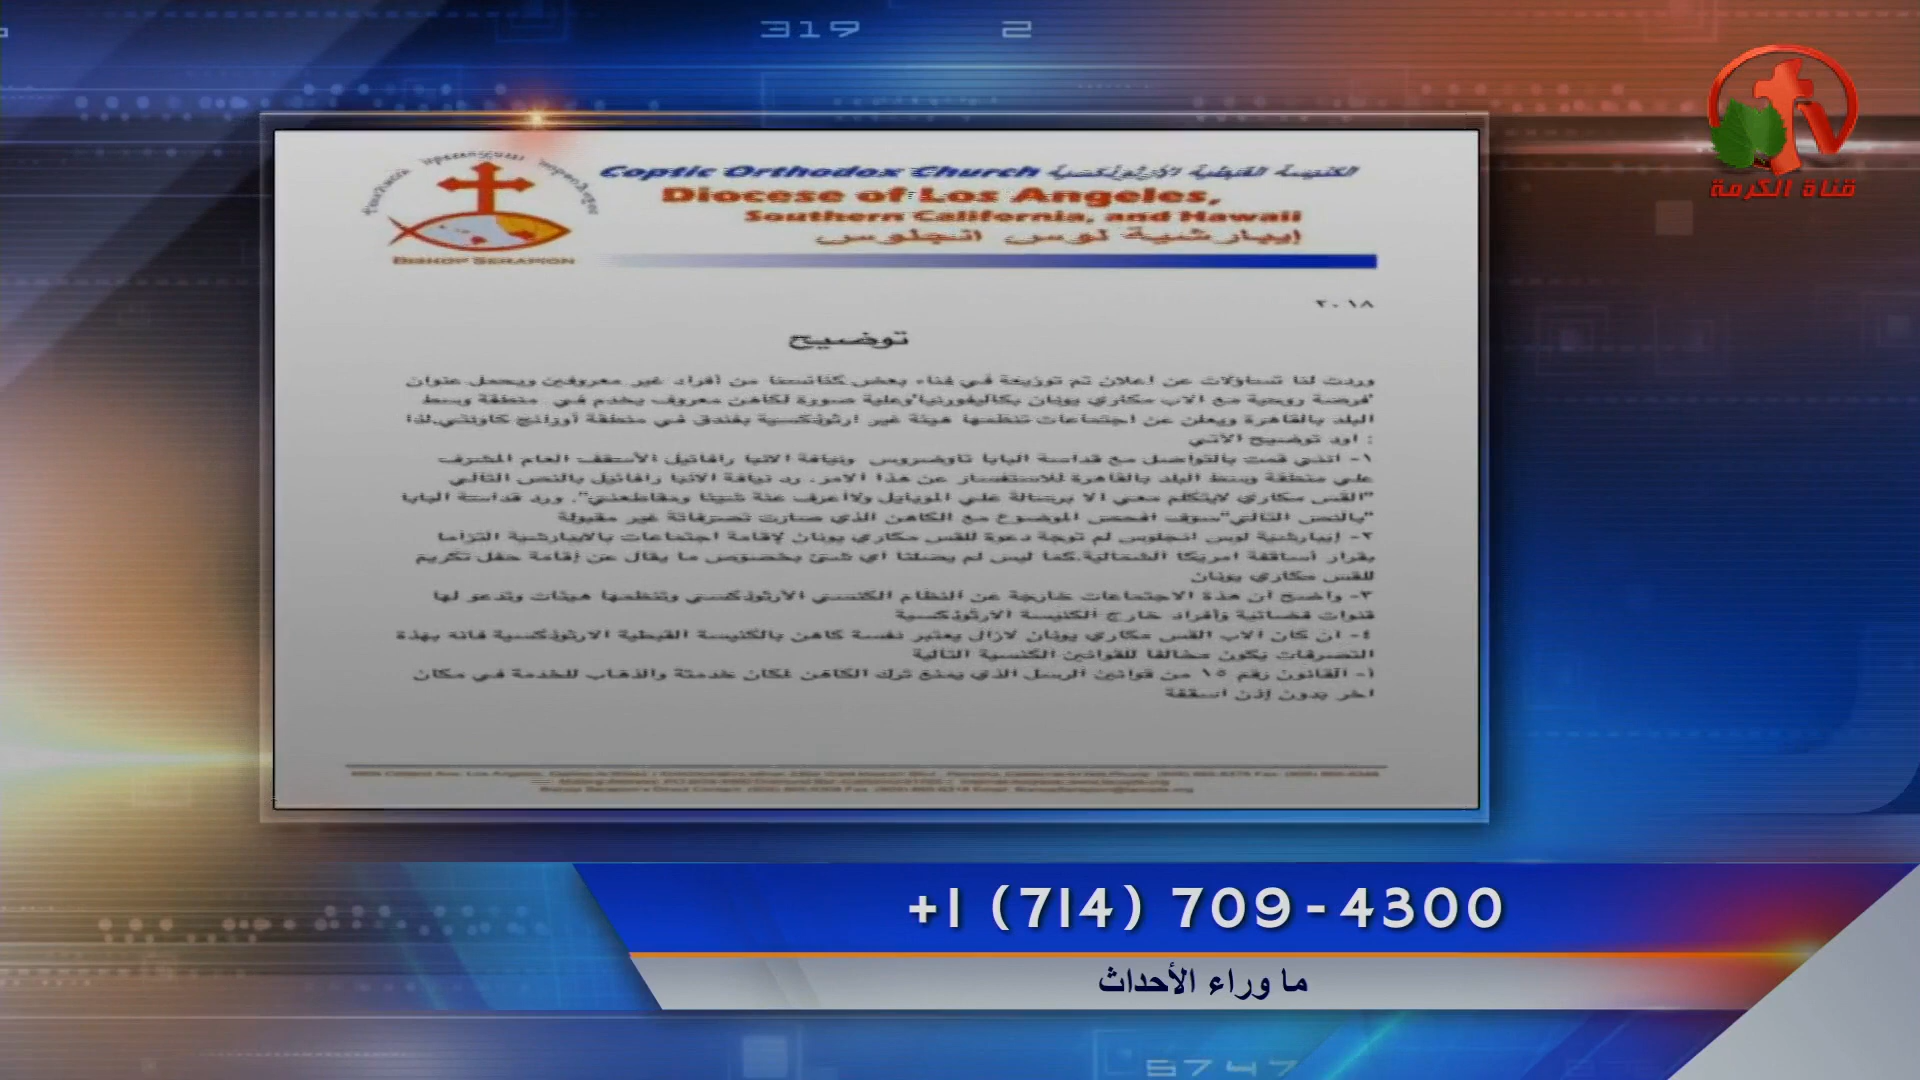 319 2
قناة الكرمة
Coptic Orthodox Church الكنيسة القبطية الأرثوذكسية
Diocese of Los Angeles,
Southern California, and Hawaii
إيبارشية لوس انجلوس
BISHOP SERAPION
٢٠١٨
توضيح
وردت لنا تساؤلات عن اعلان تم توزيعة في فناء بعض كنائسنا من أفراد غير معروفين ويحمل عنوان
"فرصة روحية مع الاب مكاري يونان بكاليفورنيا"وعلية صورة لكاهن معروف يخدم في منطقة وسط
البلد بالقاهرة ويعلن عن اجتماعات تنظمها هيئة غير ارثوذكسية بفندق في منطقة أورانج كاونتي.لذا
: اود توضيح الآتي
١- انني قمت بالتواصل مع قداسة البابا تاوضروس ونيافة الانبا رافائيل الأسقف العام المشرف
علي منطقة وسط البلد بالقاهرة للاستفسار عن هذا الامر. رد نيافة الانبا رافائيل بالنص التالي
"القس مكاري لايتكلم معي الا برسالة علي الموبايل ولااعرف عنة شيئا ومقاطعني". ورد قداسة البابا
"بالنص التالي"سوف افحص الموضوع مع الكاهن الذي صارت تصرفاتة غير مقبولة
٢- إيبارشية لوس انجلوس لم توجة دعوة للقس مكاري يونان لإقامة اجتماعات بالايبارشية التزاما
بقرار أساقفة امريكا الشمالية.كما ليس لم يصلنا اي شئ بخصوص ما يقال عن إقامة حفل تكريم
للقس مكاري يونان
٣- واضح أن هذة الاجتماعات خارجة عن النظام الكنسي الأرثوذكسي وتنظمها هيئات وتدعو لها
قنوات فضائية وأفراد خارج الكنيسة الارثوذكسية
٤- ان كان الاب القس مكاري يونان لازال يعتبر نفسة كاهن بالكنيسة القبطية الارثوذكسية فانه بهذة
التصرفات يكون مخالفا للقوانين الكنسية التالية
أ- القانون رقم ١٥ من قوانين الرسل الذي يمنع ترك الكاهن لمكان خدمتة والذهاب للخدمة في مكان
اخر بدون إذن اسقفة
+1 (714) 709-4300
ما وراء الأحداث
5747